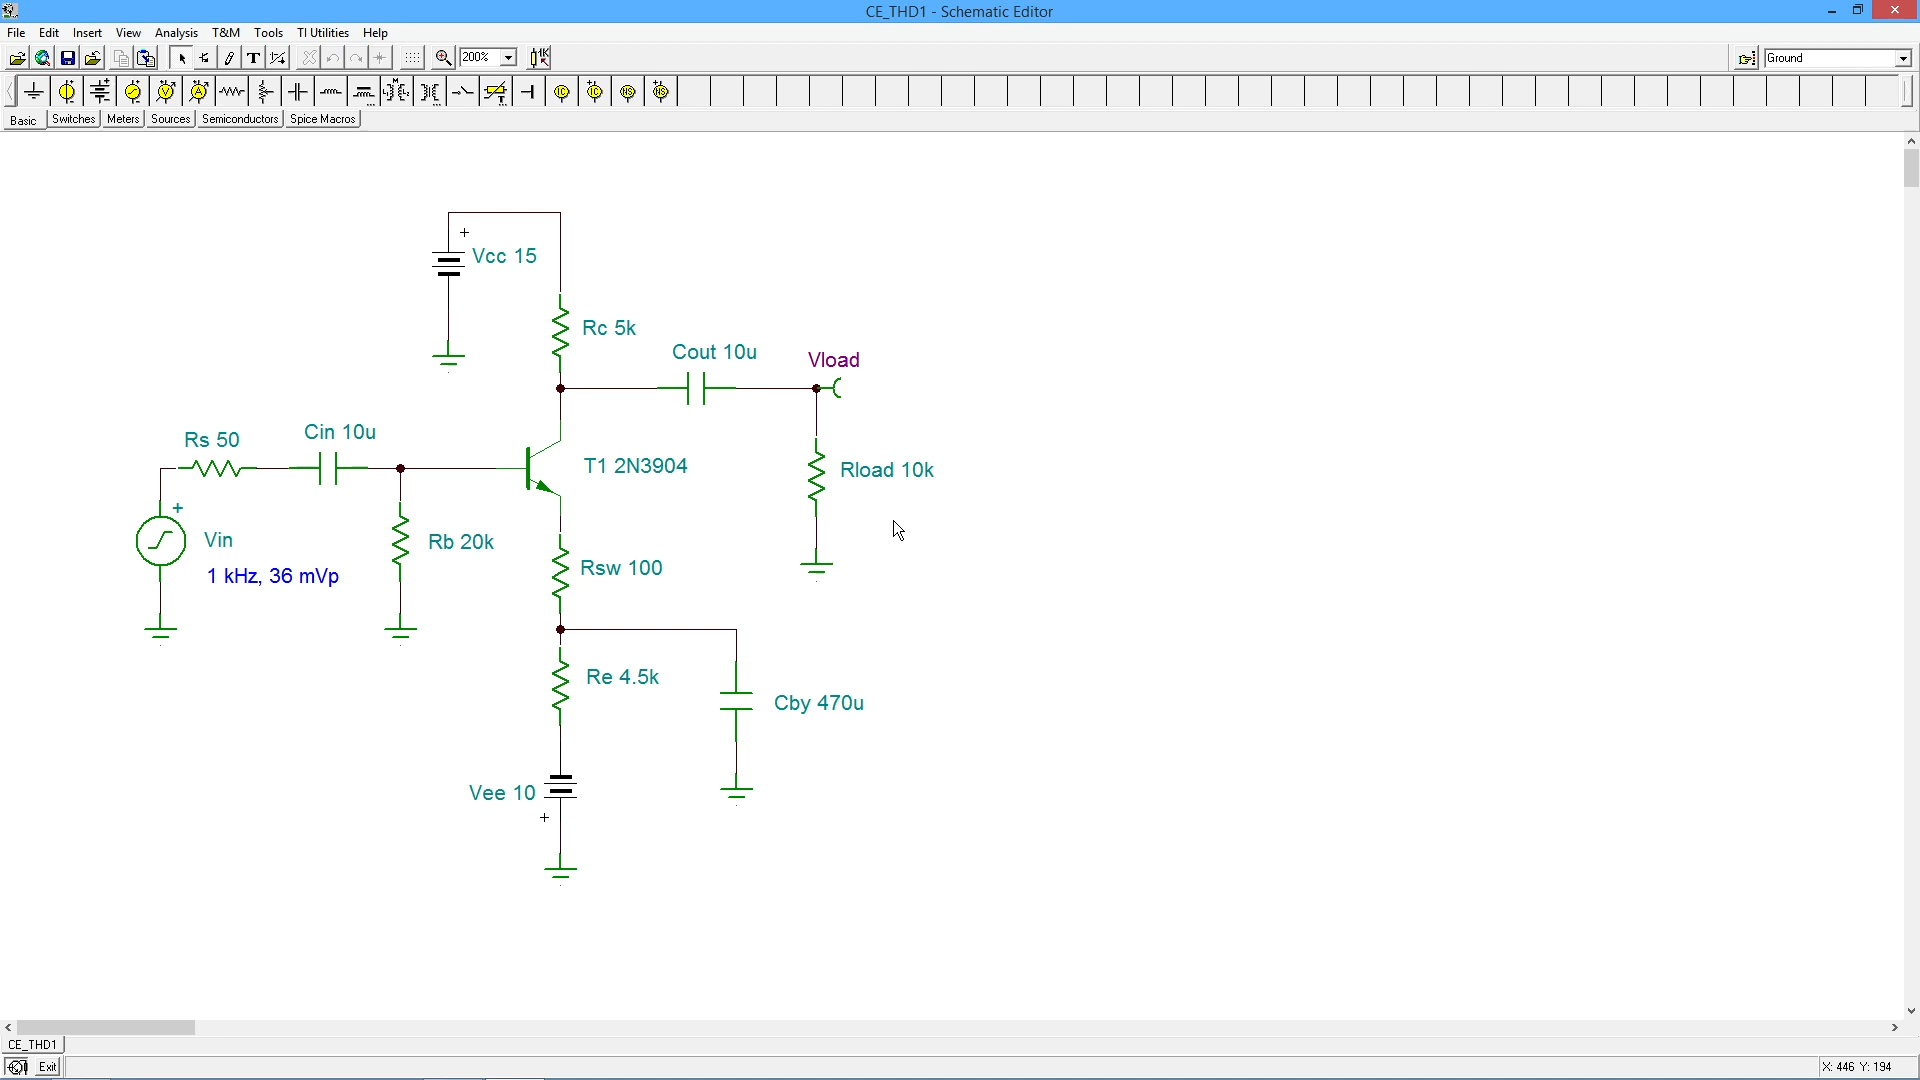 CE_THD1 - Schematic Editor
File Edit Insert View Analysis T&M Tools TI Utilities Help
T 200% 1K Ground
Basic Switches Meters Sources Semiconductors Spice Macros
+
Vcc 15
Rc 5k
Cout 10u
Vload
Cin 10u
Rs 50
T1 2N3904
Rload 10k
+
Vin
Rb 20k
Rsw 100
1 kHz, 36 mVp
Re 4.5k
Cby 470u
Vee 10
+
CE_THD1
Exit X: 446 Y: 194